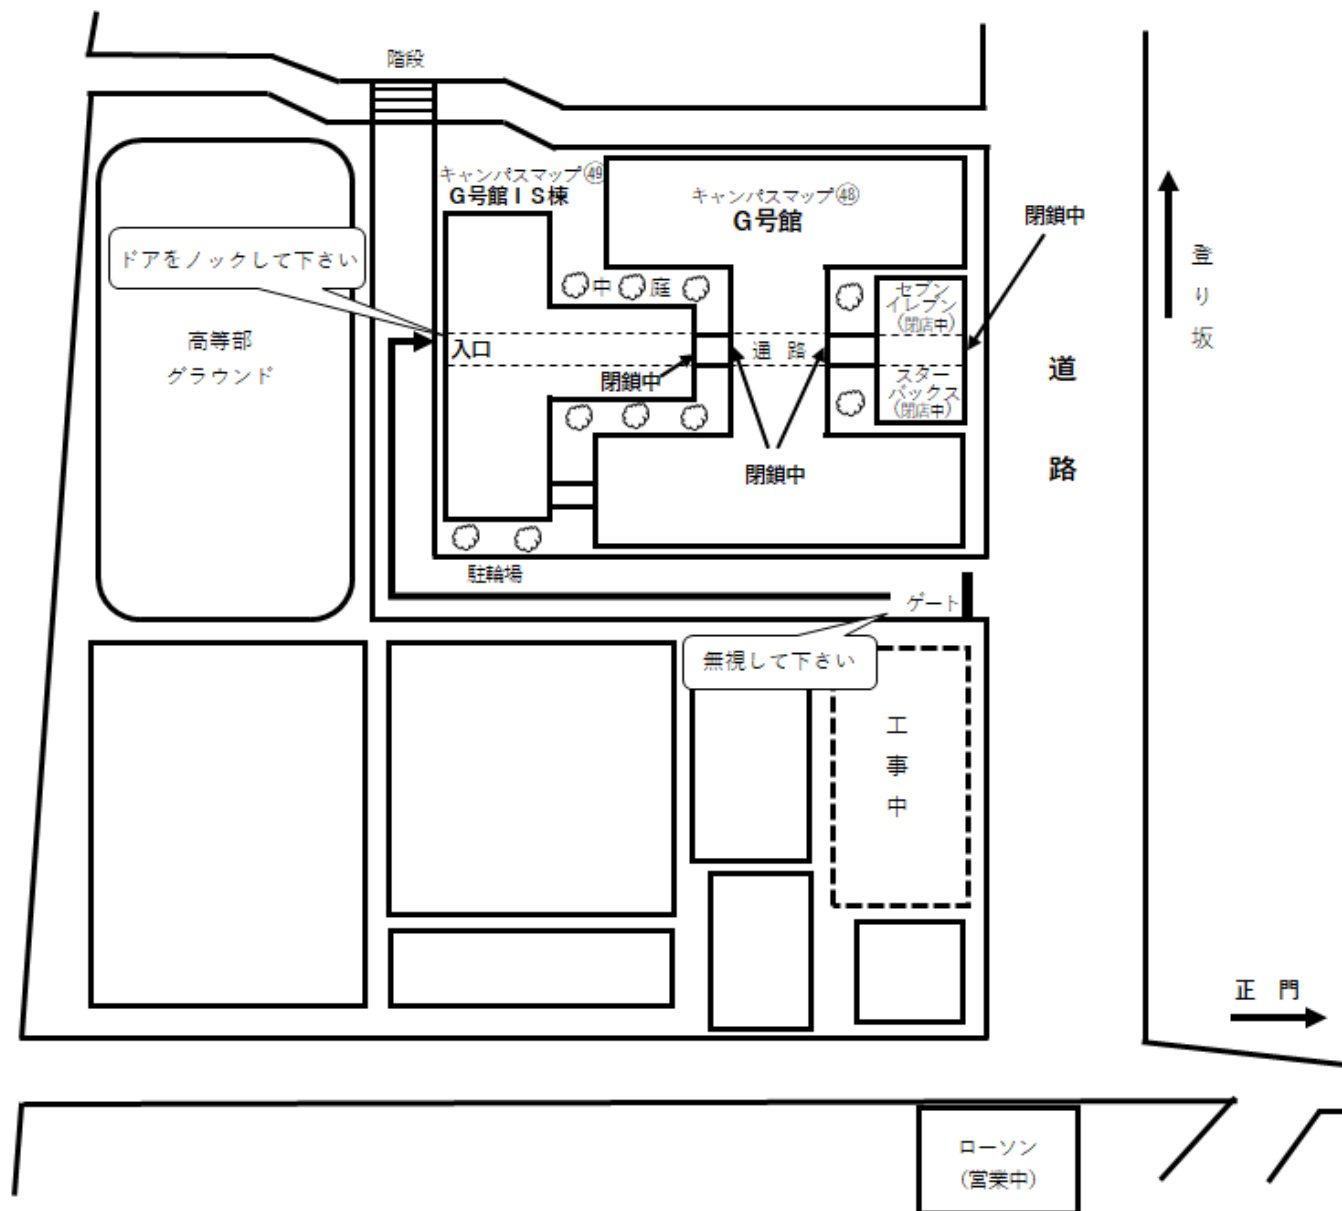 階段
キャンパスマップ㊾
G号館IS棟
キャンパスマップ㊽
G号館
閉鎖中
ドアをノックして下さい
中庭
セブン
イレブン
(閉店中)
登り坂
高等部
グラウンド
入口
通路
道路
閉鎖中
スター
バックス
(閉店中)
閉鎖中
駐輪場
ゲート
無視して下さい
工事中
正門
ローソン
(営業中)